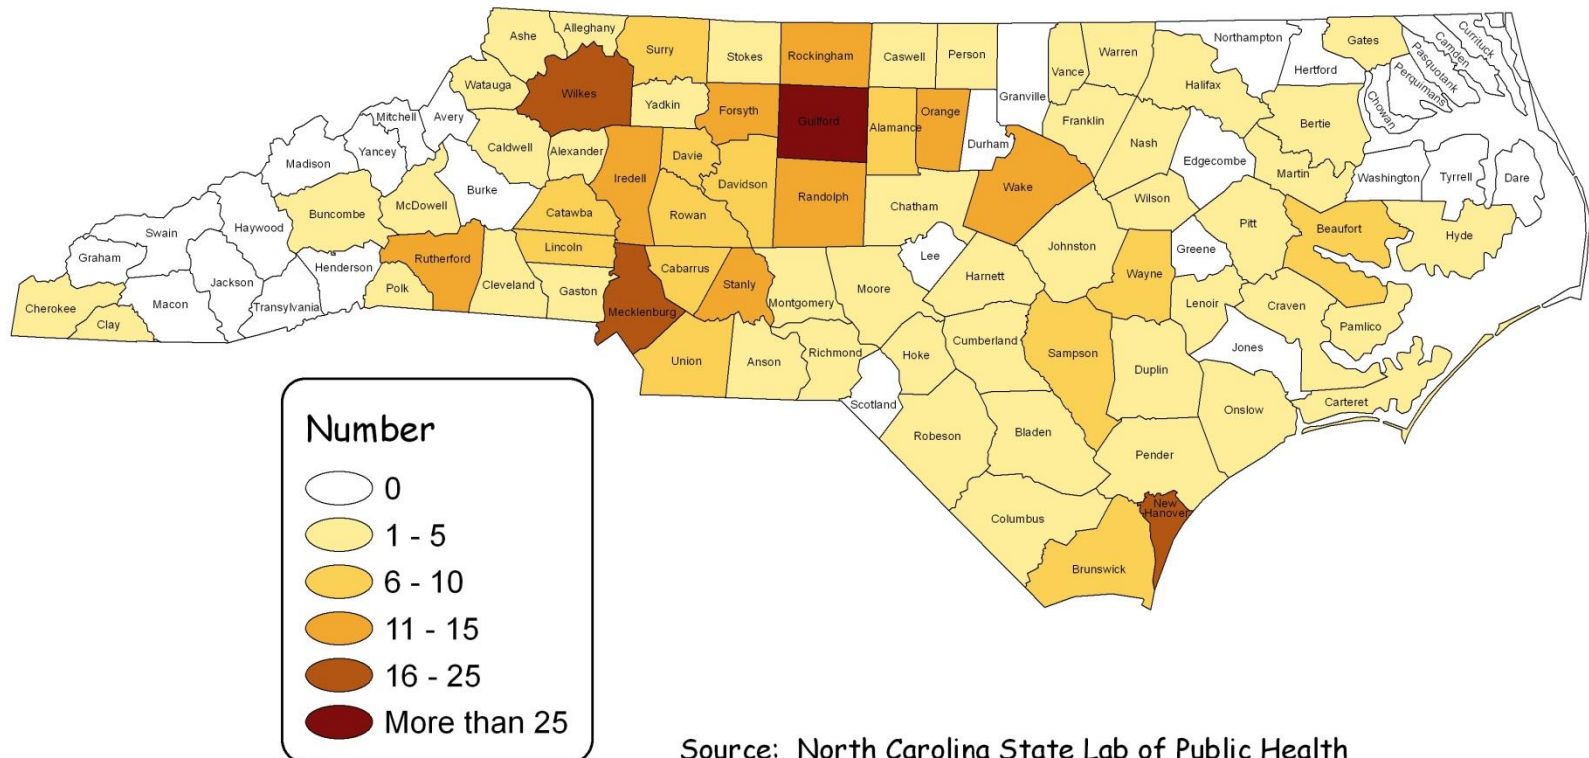 Ashe
Alleghany
Surry
Stokes
Rockingham
Caswell
Person
Granville
Vance
Warren
Northampton
Gates
Currituck
Camden
Pasquotank
Perquimans
Chowan
Hertford
Halifax
Watauga
Wilkes
Yadkin
Forsyth
Guilford
Alamance
Orange
Durham
Franklin
Nash
Edgecombe
Bertie
Mitchell
Avery
Yancey
Madison
Caldwell
Alexander
Iredell
Davie
Davidson
Randolph
Chatham
Wake
Wilson
Martin
Washington
Tyrrell
Dare
Burke
McDowell
Buncombe
Haywood
Swain
Graham
Catawba
Rowan
Lincoln
Lee
Johnston
Greene
Pitt
Beaufort
Hyde
Rutherford
Henderson
Jackson
Macon
Transylvania
Polk
Cleveland
Gaston
Mecklenburg
Cabarrus
Stanly
Montgomery
Moore
Harnett
Wayne
Lenoir
Craven
Pamlico
Cherokee
Clay
Union
Anson
Richmond
Hoke
Cumberland
Sampson
Duplin
Jones
Scotland
Onslow
Carteret
Robeson
Bladen
Pender
New
Hanover
Columbus
Brunswick
Number
0
1 - 5
6 - 10
11 - 15
16 - 25
More than 25
Source: North Carolina State Lab of Public Health